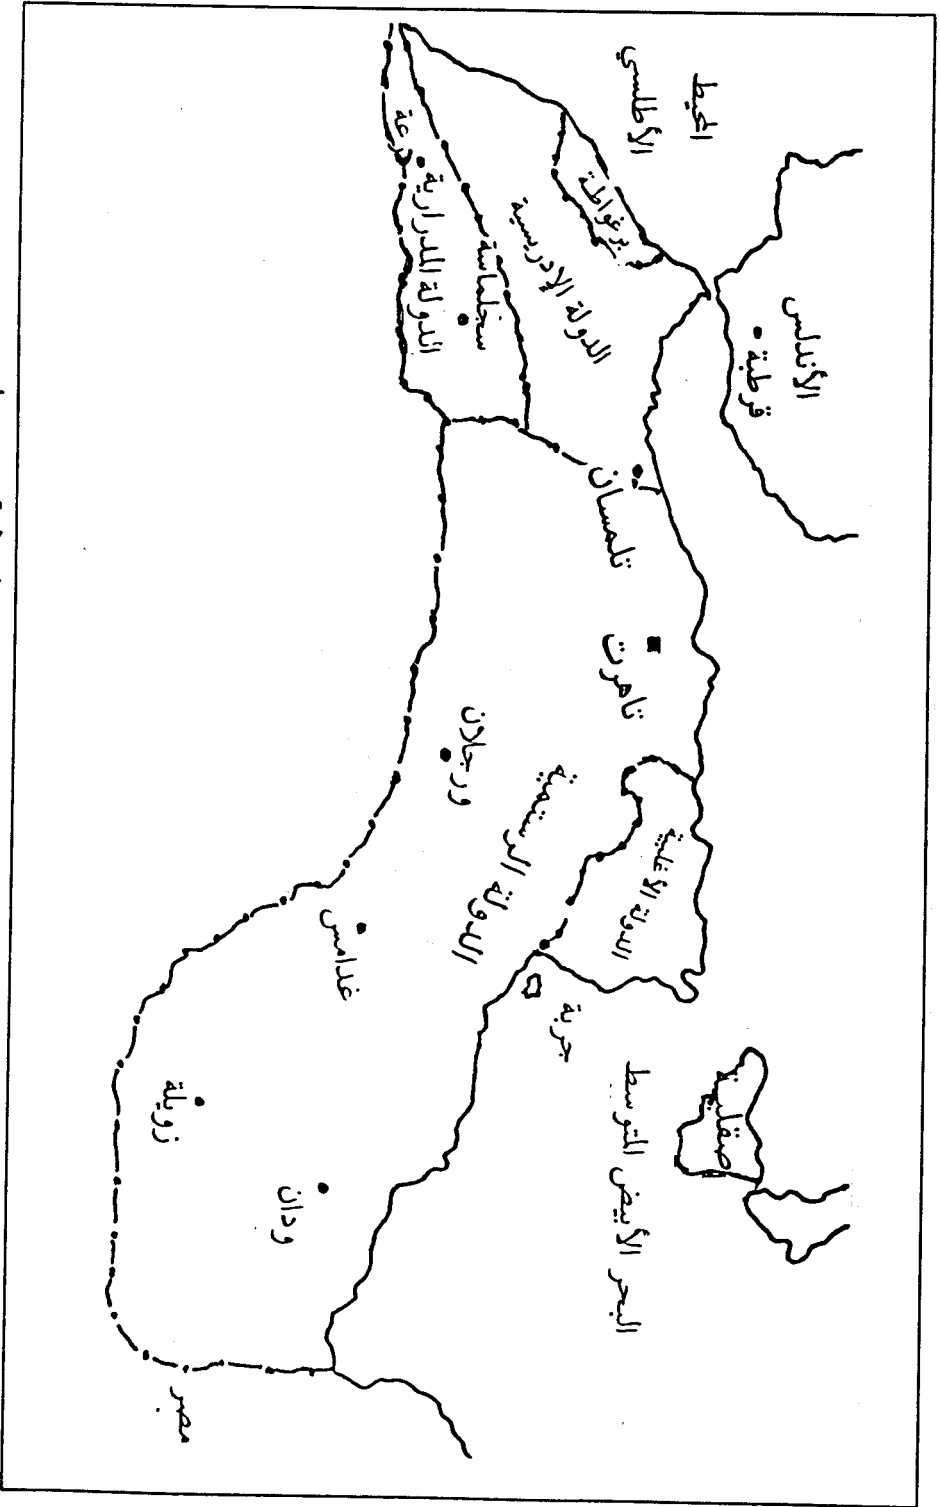 المحيط
الأطلسي
الأندلس
قرطبة
برغواطة
الدولة الإدريسية
سجلماسة
درعة
الدولة المدرارية
تلمسان
تاهرت
ورجلان
الدولة الرستمية
الدولة الأغلبية
غدامس
جربة
صقلية
البحر الأبيض المتوسط
زويلة
ودان
مصر